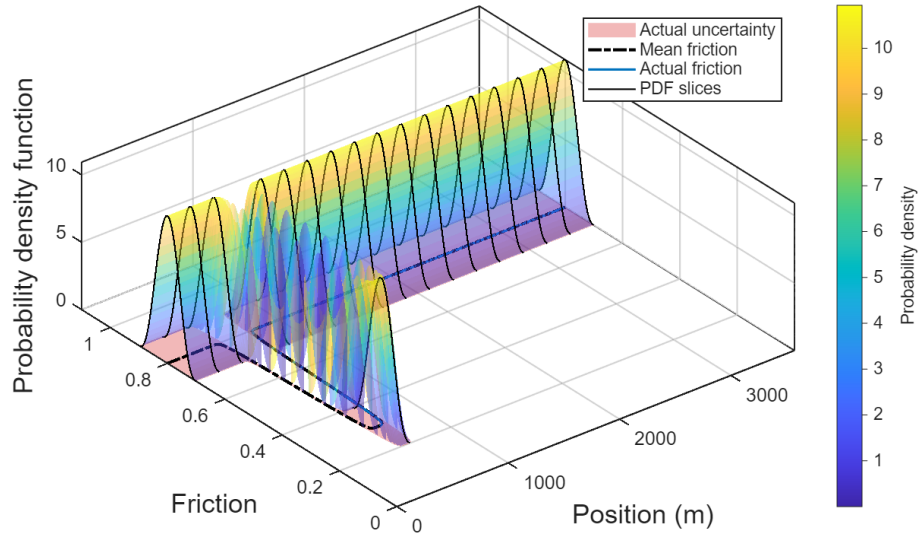 Actual uncertainty
Mean friction
Actual friction
PDF slices
Probability density function
10
5
0
1
0.8
0.6
0.4
0.2
0
Friction
0
1000
2000
3000
Position (m)
10
9
8
7
6
5
4
3
2
1
Probability density